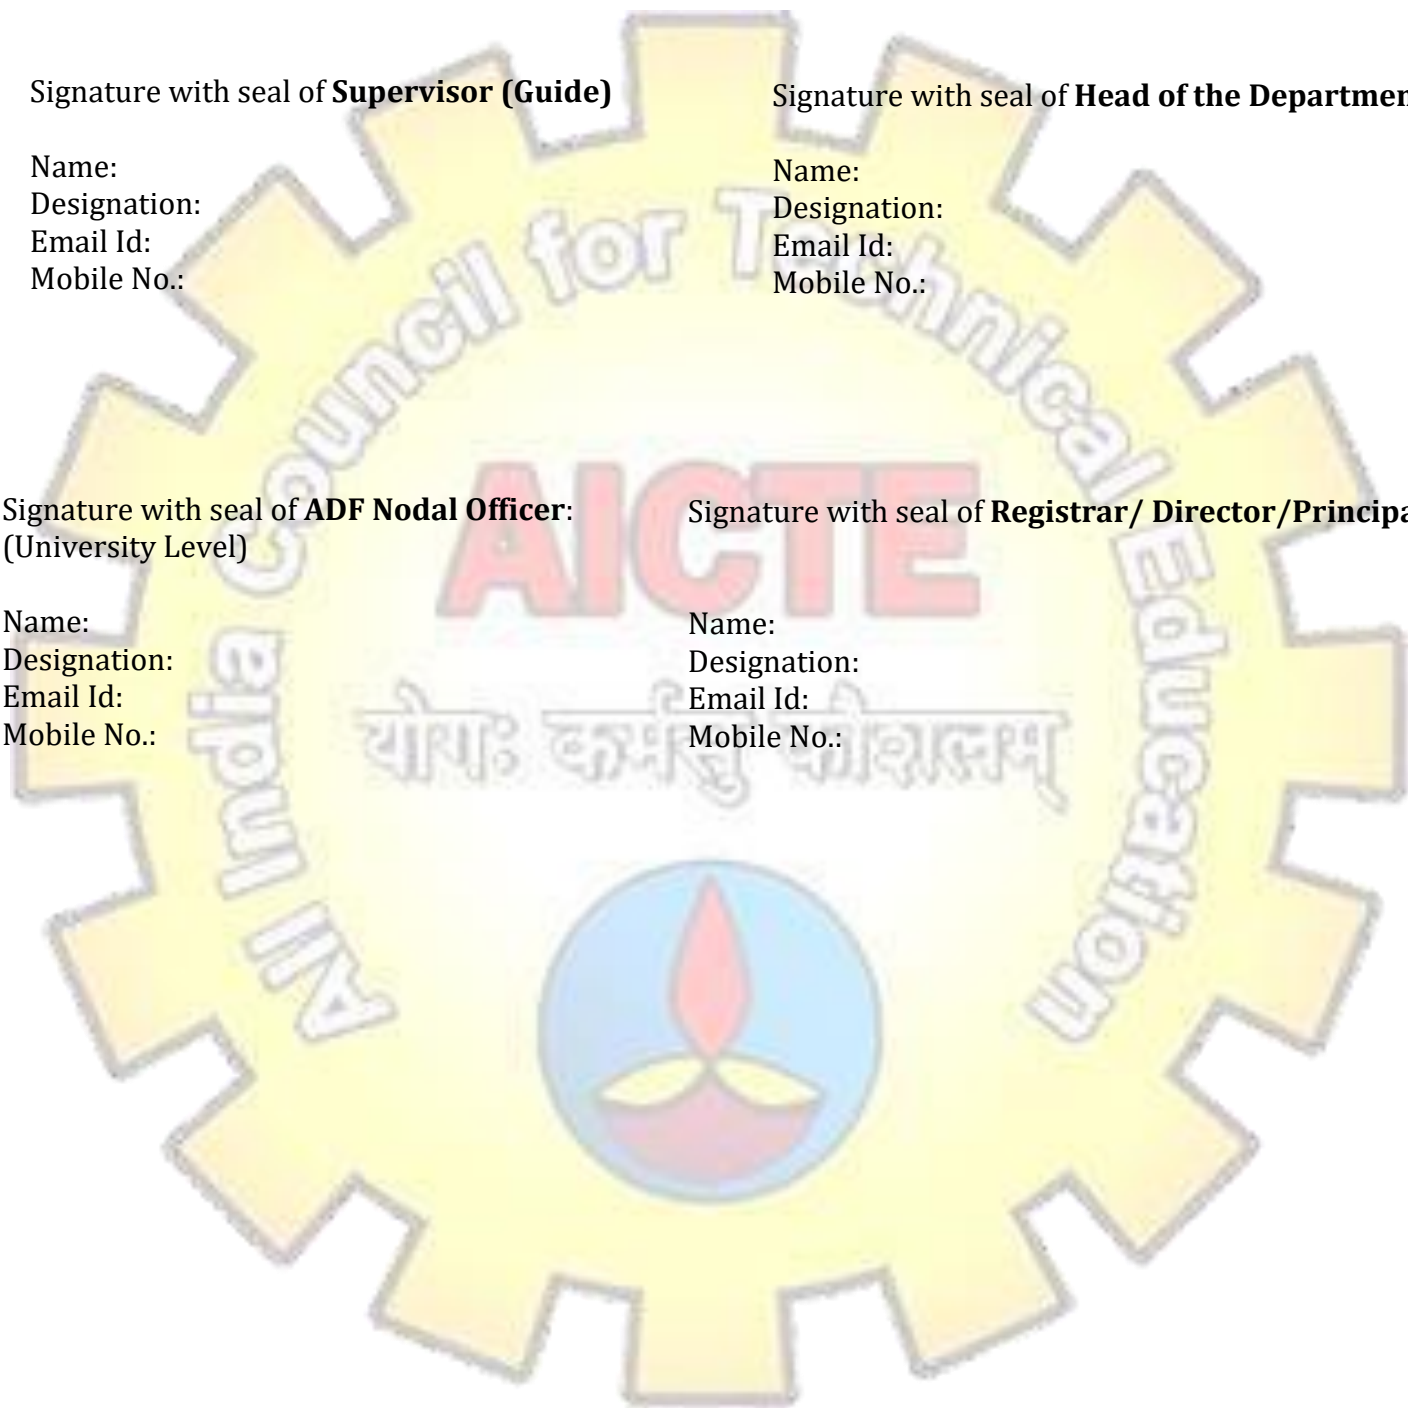 Signature with seal of Supervisor (Guide)
Name:
Designation:
Email Id:
Mobile No.:
Signature with seal of Head of the Departmen
Name:
Designation:
Email Id:
Mobile No.:
Signature with seal of ADF Nodal Officer:
(University Level)
Name:
Designation:
Email Id:
Mobile No.:
Signature with seal of Registrar/ Director/Principa
Name:
Designation:
Email Id:
Mobile No.:
All India Council for Technical Education
AICTE
योगः कर्मसु कौशलम्